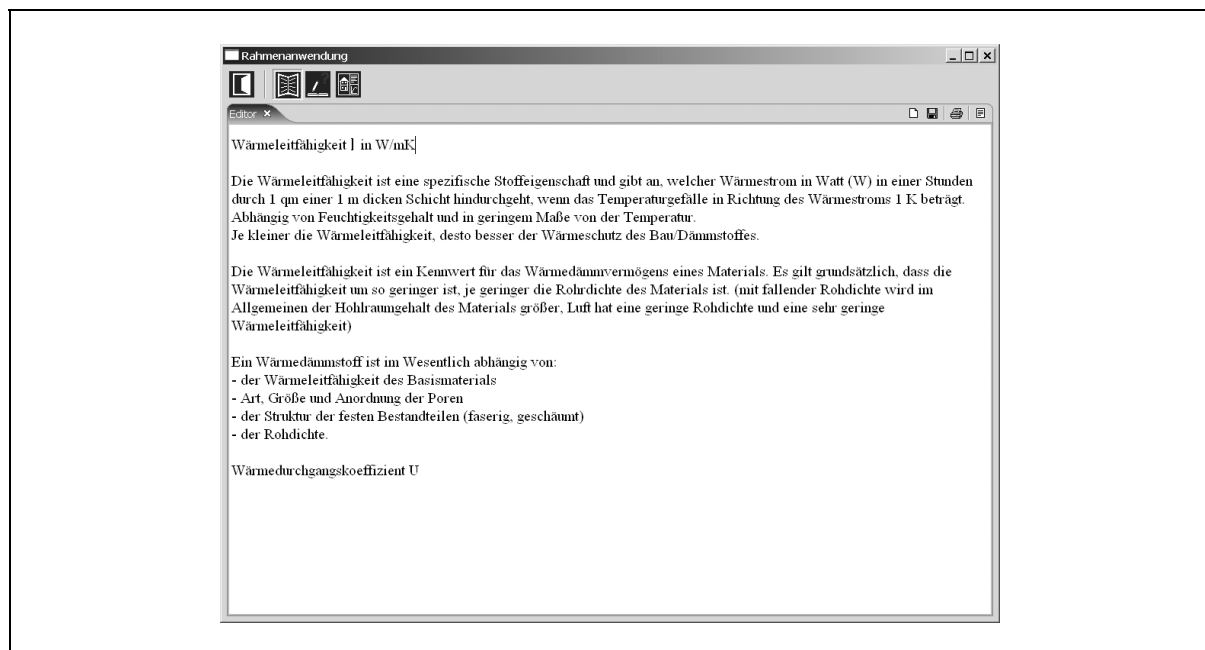 Rahmenanwendung
Editor
Wärmeleitfähigkeit l in W/mK
Die Wärmeleitfähigkeit ist eine spezifische Stoffeigenschaft und gibt an, welcher Wärmestrom in Watt (W) in einer Stunden
durch 1 qm einer 1 m dicken Schicht hindurchgeht, wenn das Temperaturgefälle in Richtung des Wärmestroms 1 K beträgt.
Abhängig von Feuchtigkeitsgehalt und in geringem Maße von der Temperatur.
Je kleiner die Wärmeleitfähigkeit, desto besser der Wärmeschutz des Bau/Dämmstoffes.
Die Wärmeleitfähigkeit ist ein Kennwert für das Wärmedämmvermögens eines Materials. Es gilt grundsätzlich, dass die
Wärmeleitfähigkeit um so geringer ist, je geringer die Rohrdichte des Materials ist. (mit fallender Rohdichte wird im
Allgemeinen der Hohlraumgehalt des Materials größer, Luft hat eine geringe Rohdichte und eine sehr geringe
Wärmeleitfähigkeit)
Ein Wärmedämmstoff ist im Wesentlich abhängig von:
- der Wärmeleitfähigkeit des Basismaterials
- Art, Größe und Anordnung der Poren
- der Struktur der festen Bestandteilen (faserig, geschäumt)
- der Rohdichte.
Wärmedurchgangskoeffizient U